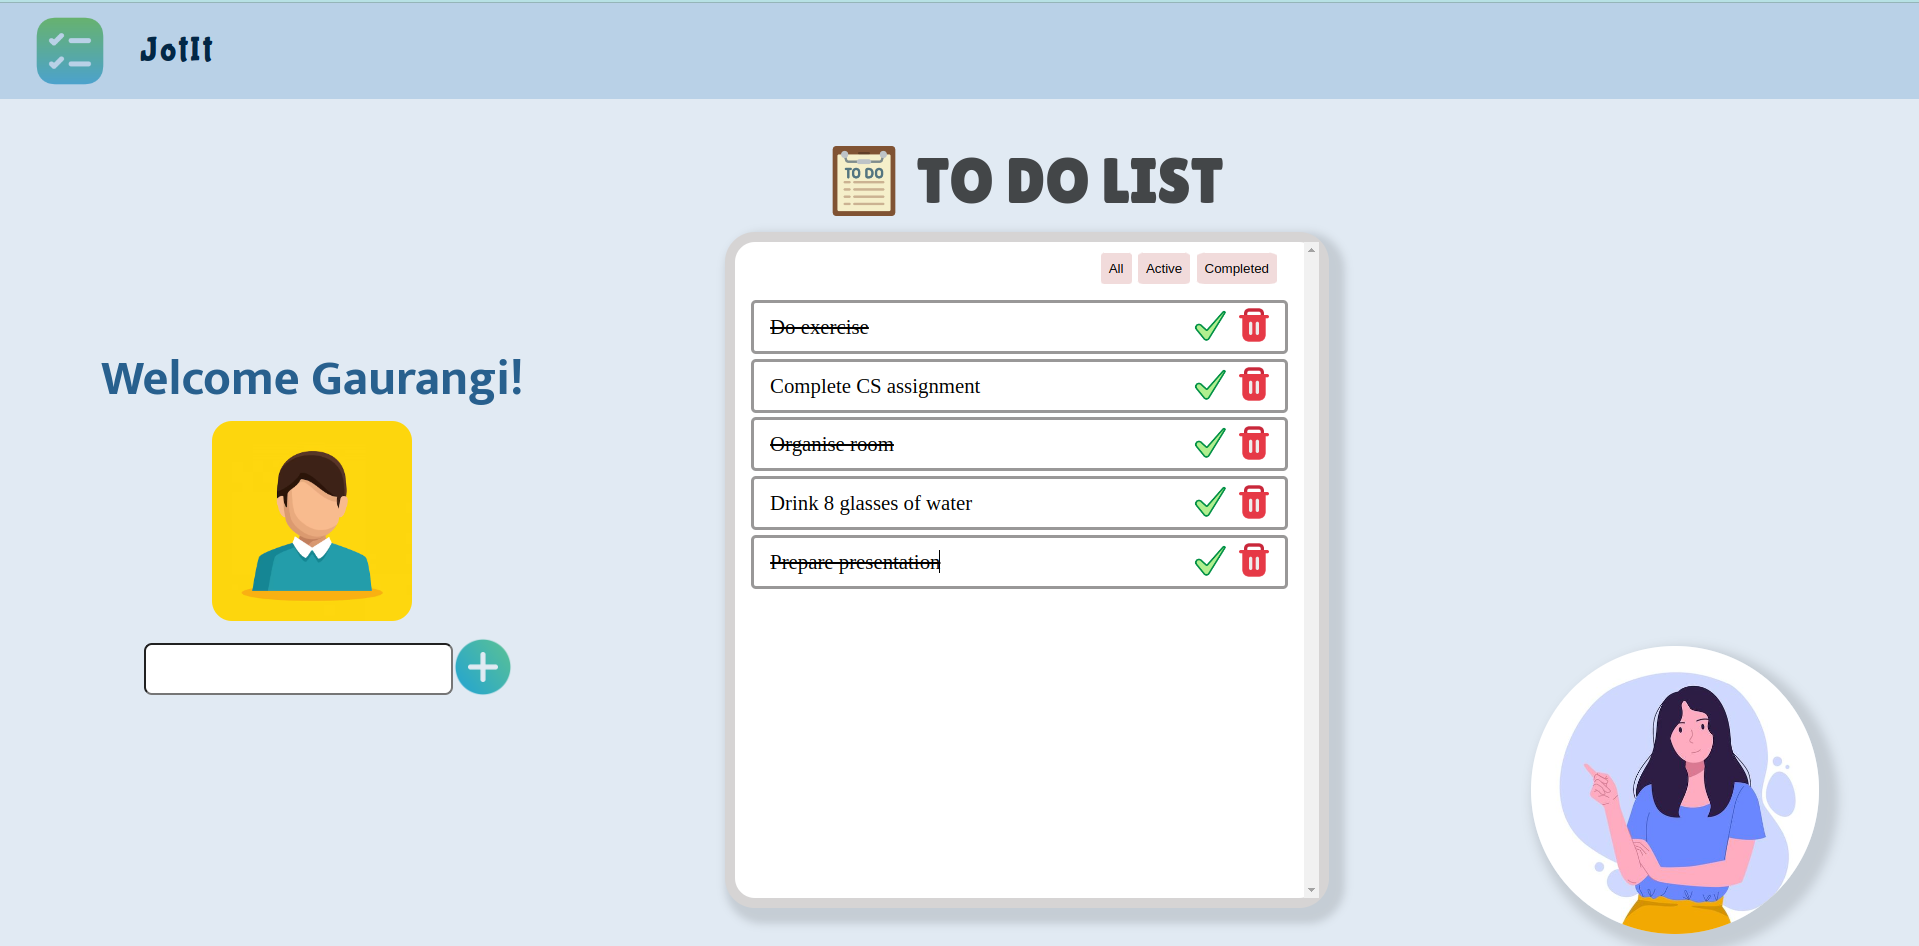 JotIt
TO DO
TO DO LIST
All Active Completed
Do exercise
Complete CS assignment
Organise room
Drink 8 glasses of water
Prepare presentation
Welcome Gaurangi!